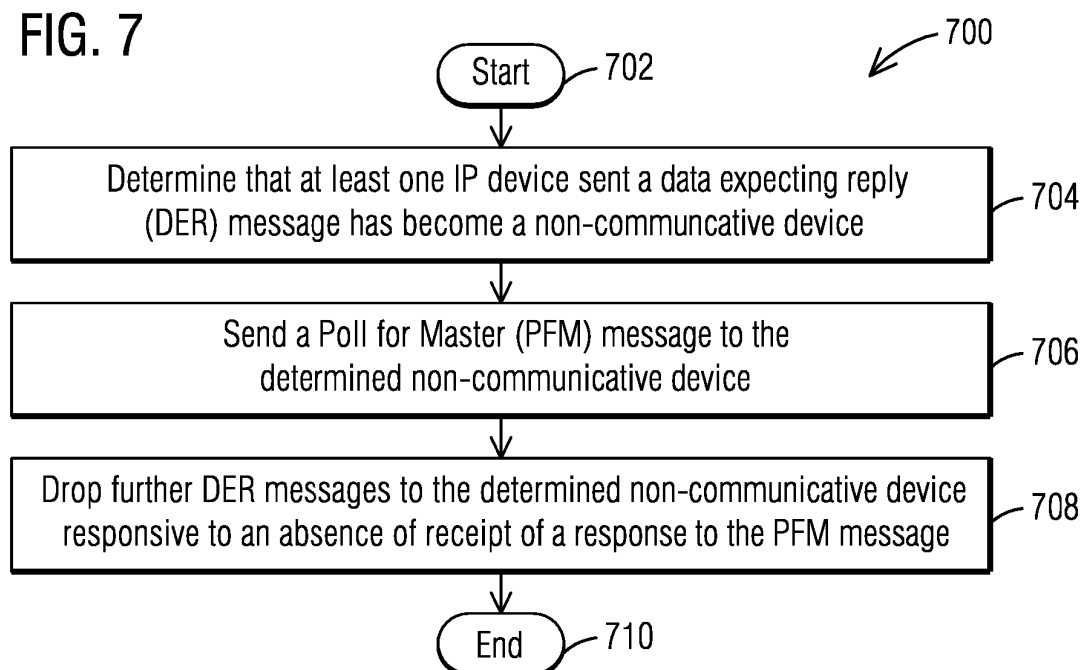 FIG. 7
700
Start
702
Determine that at least one IP device sent a data expecting reply
(DER) message has become a non-communcative device
704
Send a Poll for Master (PFM) message to the
determined non-communicative device
706
Drop further DER messages to the determined non-communicative device
responsive to an absence of receipt of a response to the PFM message
708
End
710